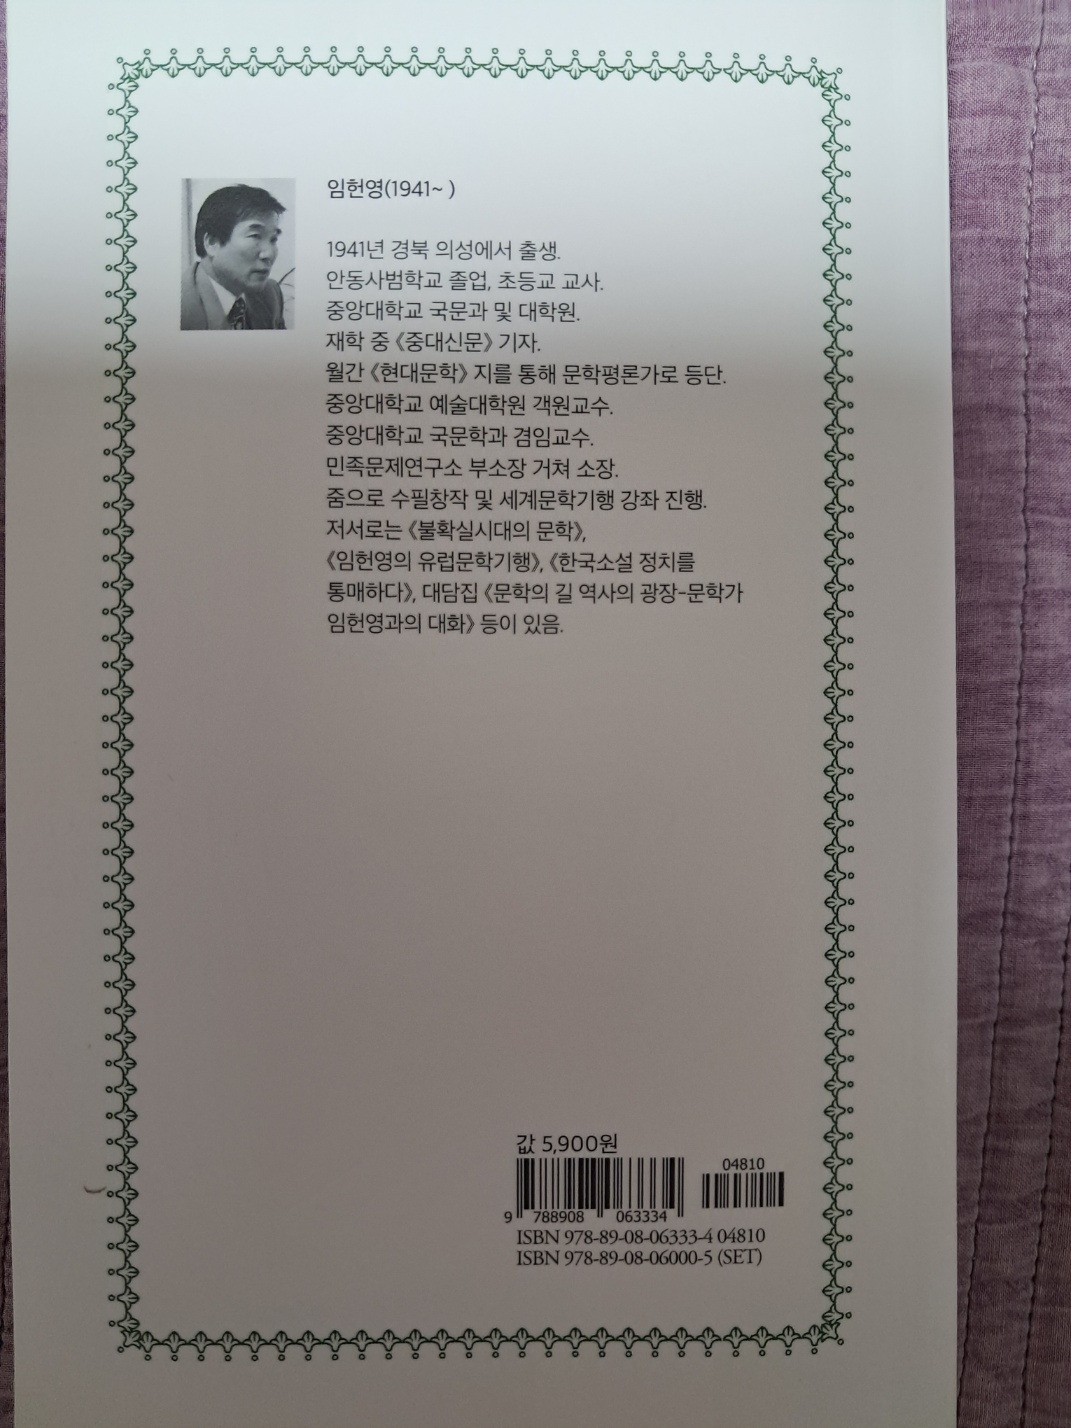 임헌영(1941~ )
1941년 경북 의성에서 출생.
안동사범학교 졸업, 초등교 교사.
중앙대학교 국문과 및 대학원.
재학 중 《중대신문》 기자.
월간 《현대문학》 지를 통해 문학평론가로 등단.
중앙대학교 예술대학원 객원교수.
중앙대학교 국문학과 겸임교수.
민족문제연구소 부소장 거쳐 소장.
줌으로 수필창작 및 세계문학기행 강좌 진행.
저서로는 《불확실시대의 문학》,
《임헌영의 유럽문학기행》, 《한국소설 정치를
통매하다》, 대담집 《문학의 길 역사의 광장-문학가
임헌영과의 대화》 등이 있음.
값 5,900원
04810
9 788908 063334
ISBN 978-89-08-06333-4 04810
ISBN 978-89-08-06000-5 (SET)